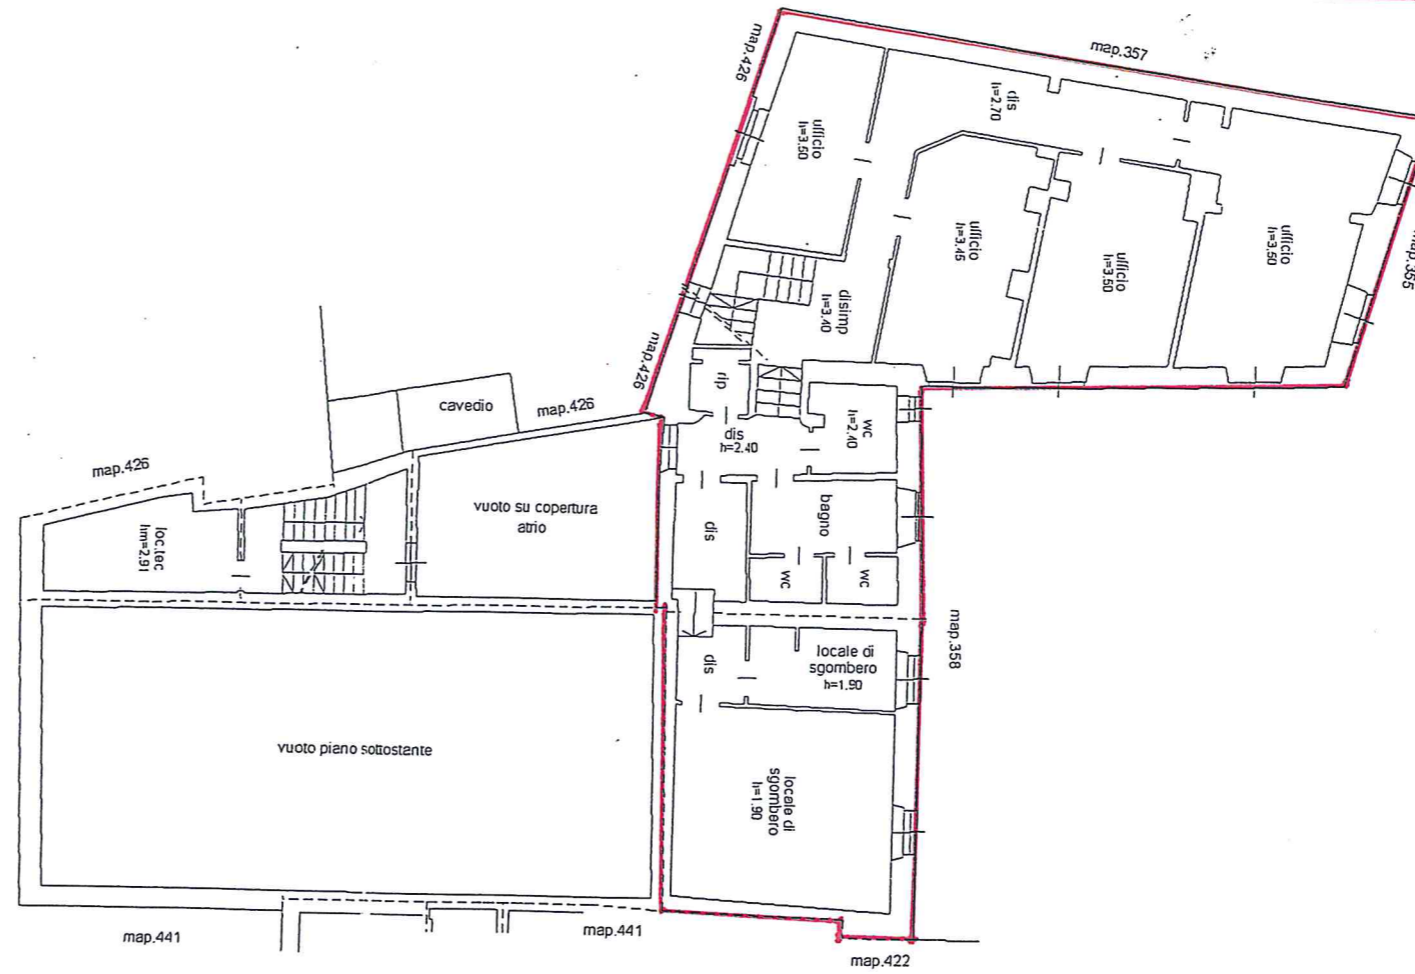 map.357
map.426
dis
h=2.70
ufficio
h=3.50
ufficio
h=3.45
ufficio
h=3.50
ufficio
h=3.50
map.355
disimp
h=3.40
map.426
rip
cavedio
map.426
wc
h=2.40
dis
h=2.40
map.426
vuoto su copertura
atrio
bagno
dis
loc.tec
hm=2.91
wc
wc
map.358
locale di
sgombero
h=1.90
dis
vuoto piano sottostante
locale di
sgombero
h=1.90
map.441
map.441
map.422